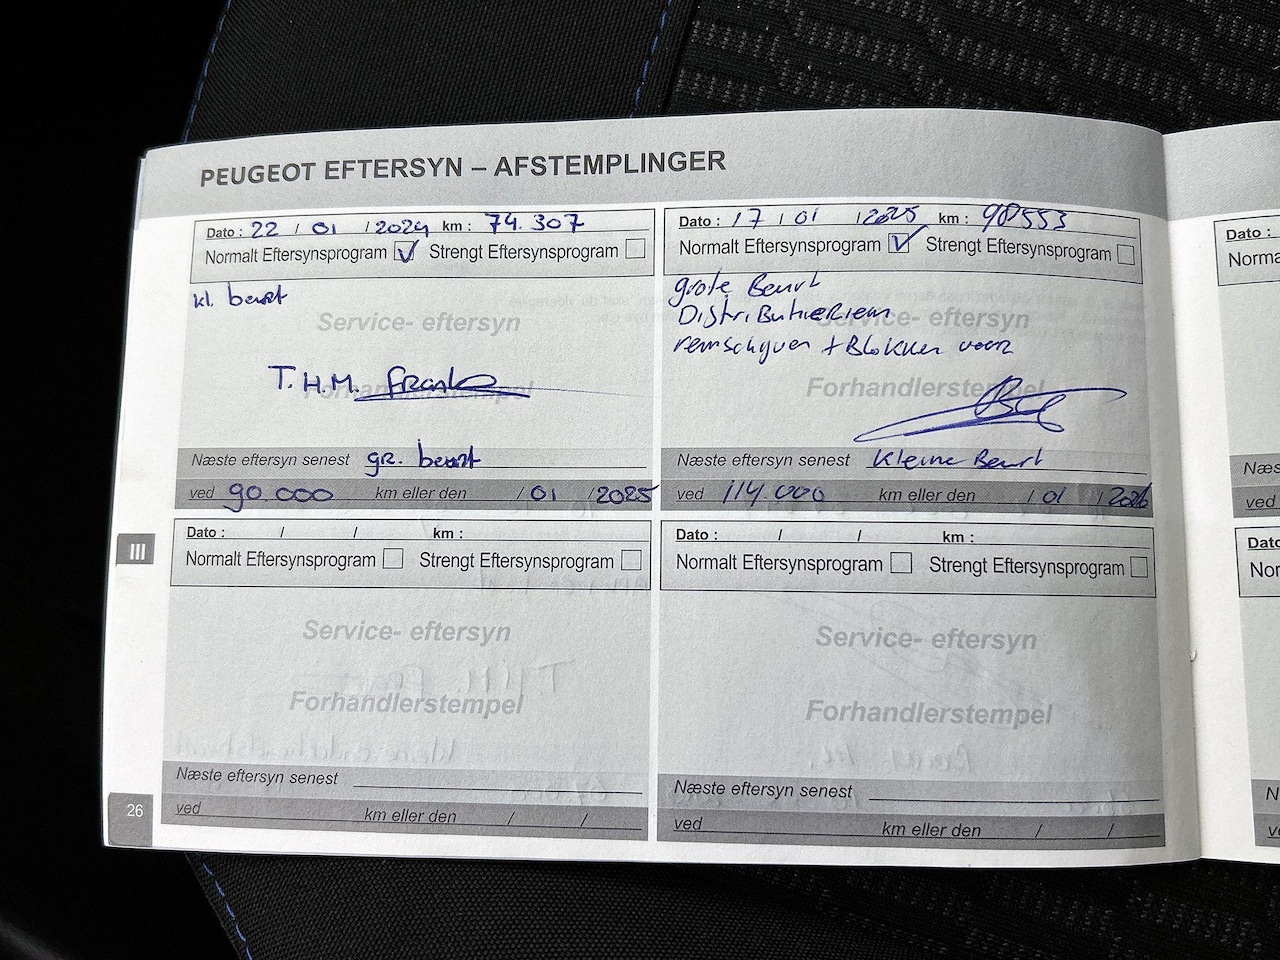 PEUGEOT EFTERSYN – AFSTEMPLINGER
Dato : 22 / 01 / 2024 km : 74.307
Normalt Eftersynsprogram ☑ Strengt Eftersynsprogram ☐
kl. beurt
Service- eftersyn
T.H.M. Franke
Forhandlerstempel
Næste eftersyn senest gr. beurt
ved 90.000 km eller den / 01 / 2025
Dato : 17 / 01 / 2025 km : 98553
Normalt Eftersynsprogram ☑ Strengt Eftersynsprogram ☐
grote Beurt
Distributieriem
Service- eftersyn
remschijven + Blokken voor
Forhandlerstempel
Næste eftersyn senest Kleine Beurt
ved 114.000 km eller den / 01 / 2026
Dato : / / km :
Normalt Eftersynsprogram ☐ Strengt Eftersynsprogram ☐
Service- eftersyn
Forhandlerstempel
Næste eftersyn senest
ved km eller den / /
Dato : / / km :
Normalt Eftersynsprogram ☐ Strengt Eftersynsprogram ☐
Service- eftersyn
Forhandlerstempel
Næste eftersyn senest
ved km eller den / /
III
26
Dato :